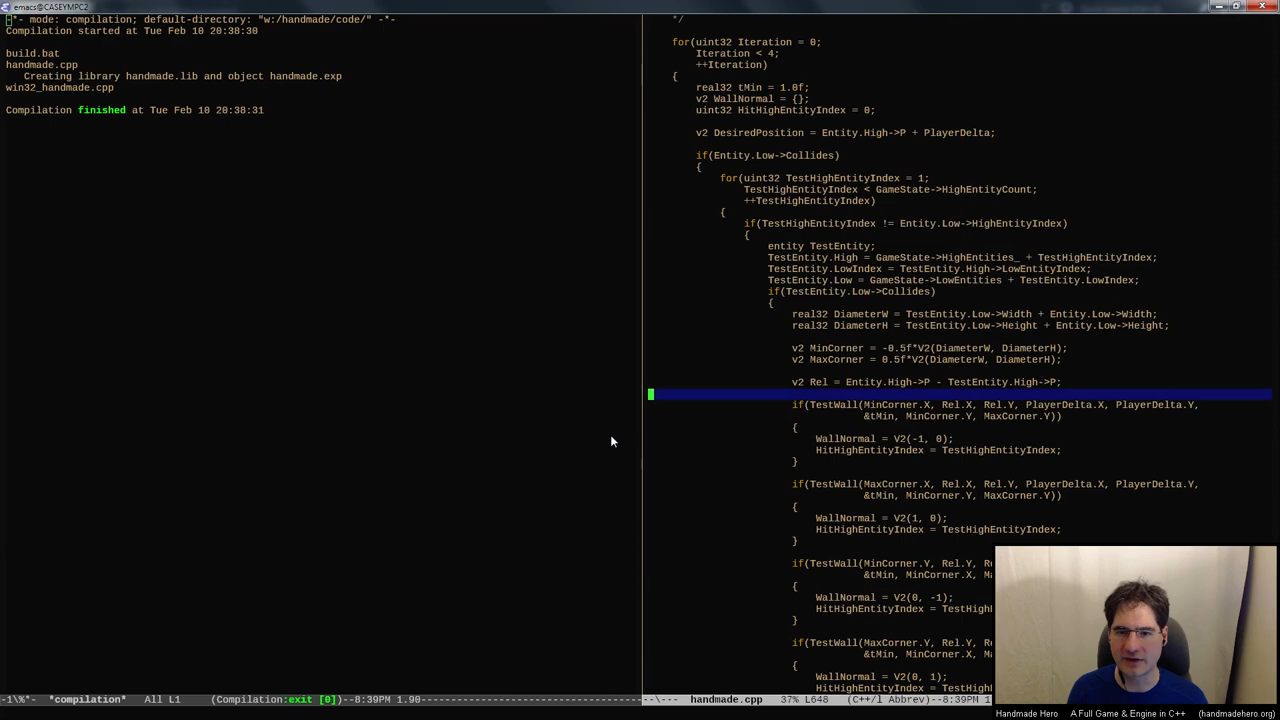 emacs@CASEYMPC2
-*- mode: compilation; default-directory: "w:/handmade/code/" -*-
Compilation started at Tue Feb 10 20:38:30
build.bat
handmade.cpp
Creating library handmade.lib and object handmade.exp
win32_handmade.cpp
Compilation finished at Tue Feb 10 20:38:31
-1\%*- *compilation* All L1 (Compilation:exit [0])--8:39PM 1.90
*/
for(uint32 Iteration = 0;
Iteration < 4;
++Iteration)
{
real32 tMin = 1.0f;
v2 WallNormal = {};
uint32 HitHighEntityIndex = 0;
v2 DesiredPosition = Entity.High->P + PlayerDelta;
if(Entity.Low->Collides)
{
for(uint32 TestHighEntityIndex = 1;
TestHighEntityIndex < GameState->HighEntityCount;
++TestHighEntityIndex)
{
if(TestHighEntityIndex != Entity.Low->HighEntityIndex)
{
entity TestEntity;
TestEntity.High = GameState->HighEntities_ + TestHighEntityIndex;
TestEntity.LowIndex = TestEntity.High->LowEntityIndex;
TestEntity.Low = GameState->LowEntities + TestEntity.LowIndex;
if(TestEntity.Low->Collides)
{
real32 DiameterW = TestEntity.Low->Width + Entity.Low->Width;
real32 DiameterH = TestEntity.Low->Height + Entity.Low->Height;
v2 MinCorner = -0.5f*V2(DiameterW, DiameterH);
v2 MaxCorner = 0.5f*V2(DiameterW, DiameterH);
v2 Rel = Entity.High->P - TestEntity.High->P;
if(TestWall(MinCorner.X, Rel.X, Rel.Y, PlayerDelta.X, PlayerDelta.Y,
&tMin, MinCorner.Y, MaxCorner.Y))
{
WallNormal = V2(-1, 0);
HitHighEntityIndex = TestHighEntityIndex;
}
if(TestWall(MaxCorner.X, Rel.X, Rel.Y, PlayerDelta.X, PlayerDelta.Y,
&tMin, MinCorner.Y, MaxCorner.Y))
{
WallNormal = V2(1, 0);
HitHighEntityIndex = TestHighEntityIndex;
}
if(TestWall(MinCorner.Y, Rel.Y, Re
&tMin, MinCorner.X, Ma
{
WallNormal = V2(0, -1);
HitHighEntityIndex = TestHigh
}
if(TestWall(MaxCorner.Y, Rel.Y, Re
&tMin, MinCorner.X, Ma
{
WallNormal = V2(0, 1);
HitHighEntityIndex = TestHigh
-\--- handmade.cpp 37% L648 (C++/l Abbrev)--8:39PM 1
Handmade Hero A Full Game & Engine in C++ (handmadehero.org)